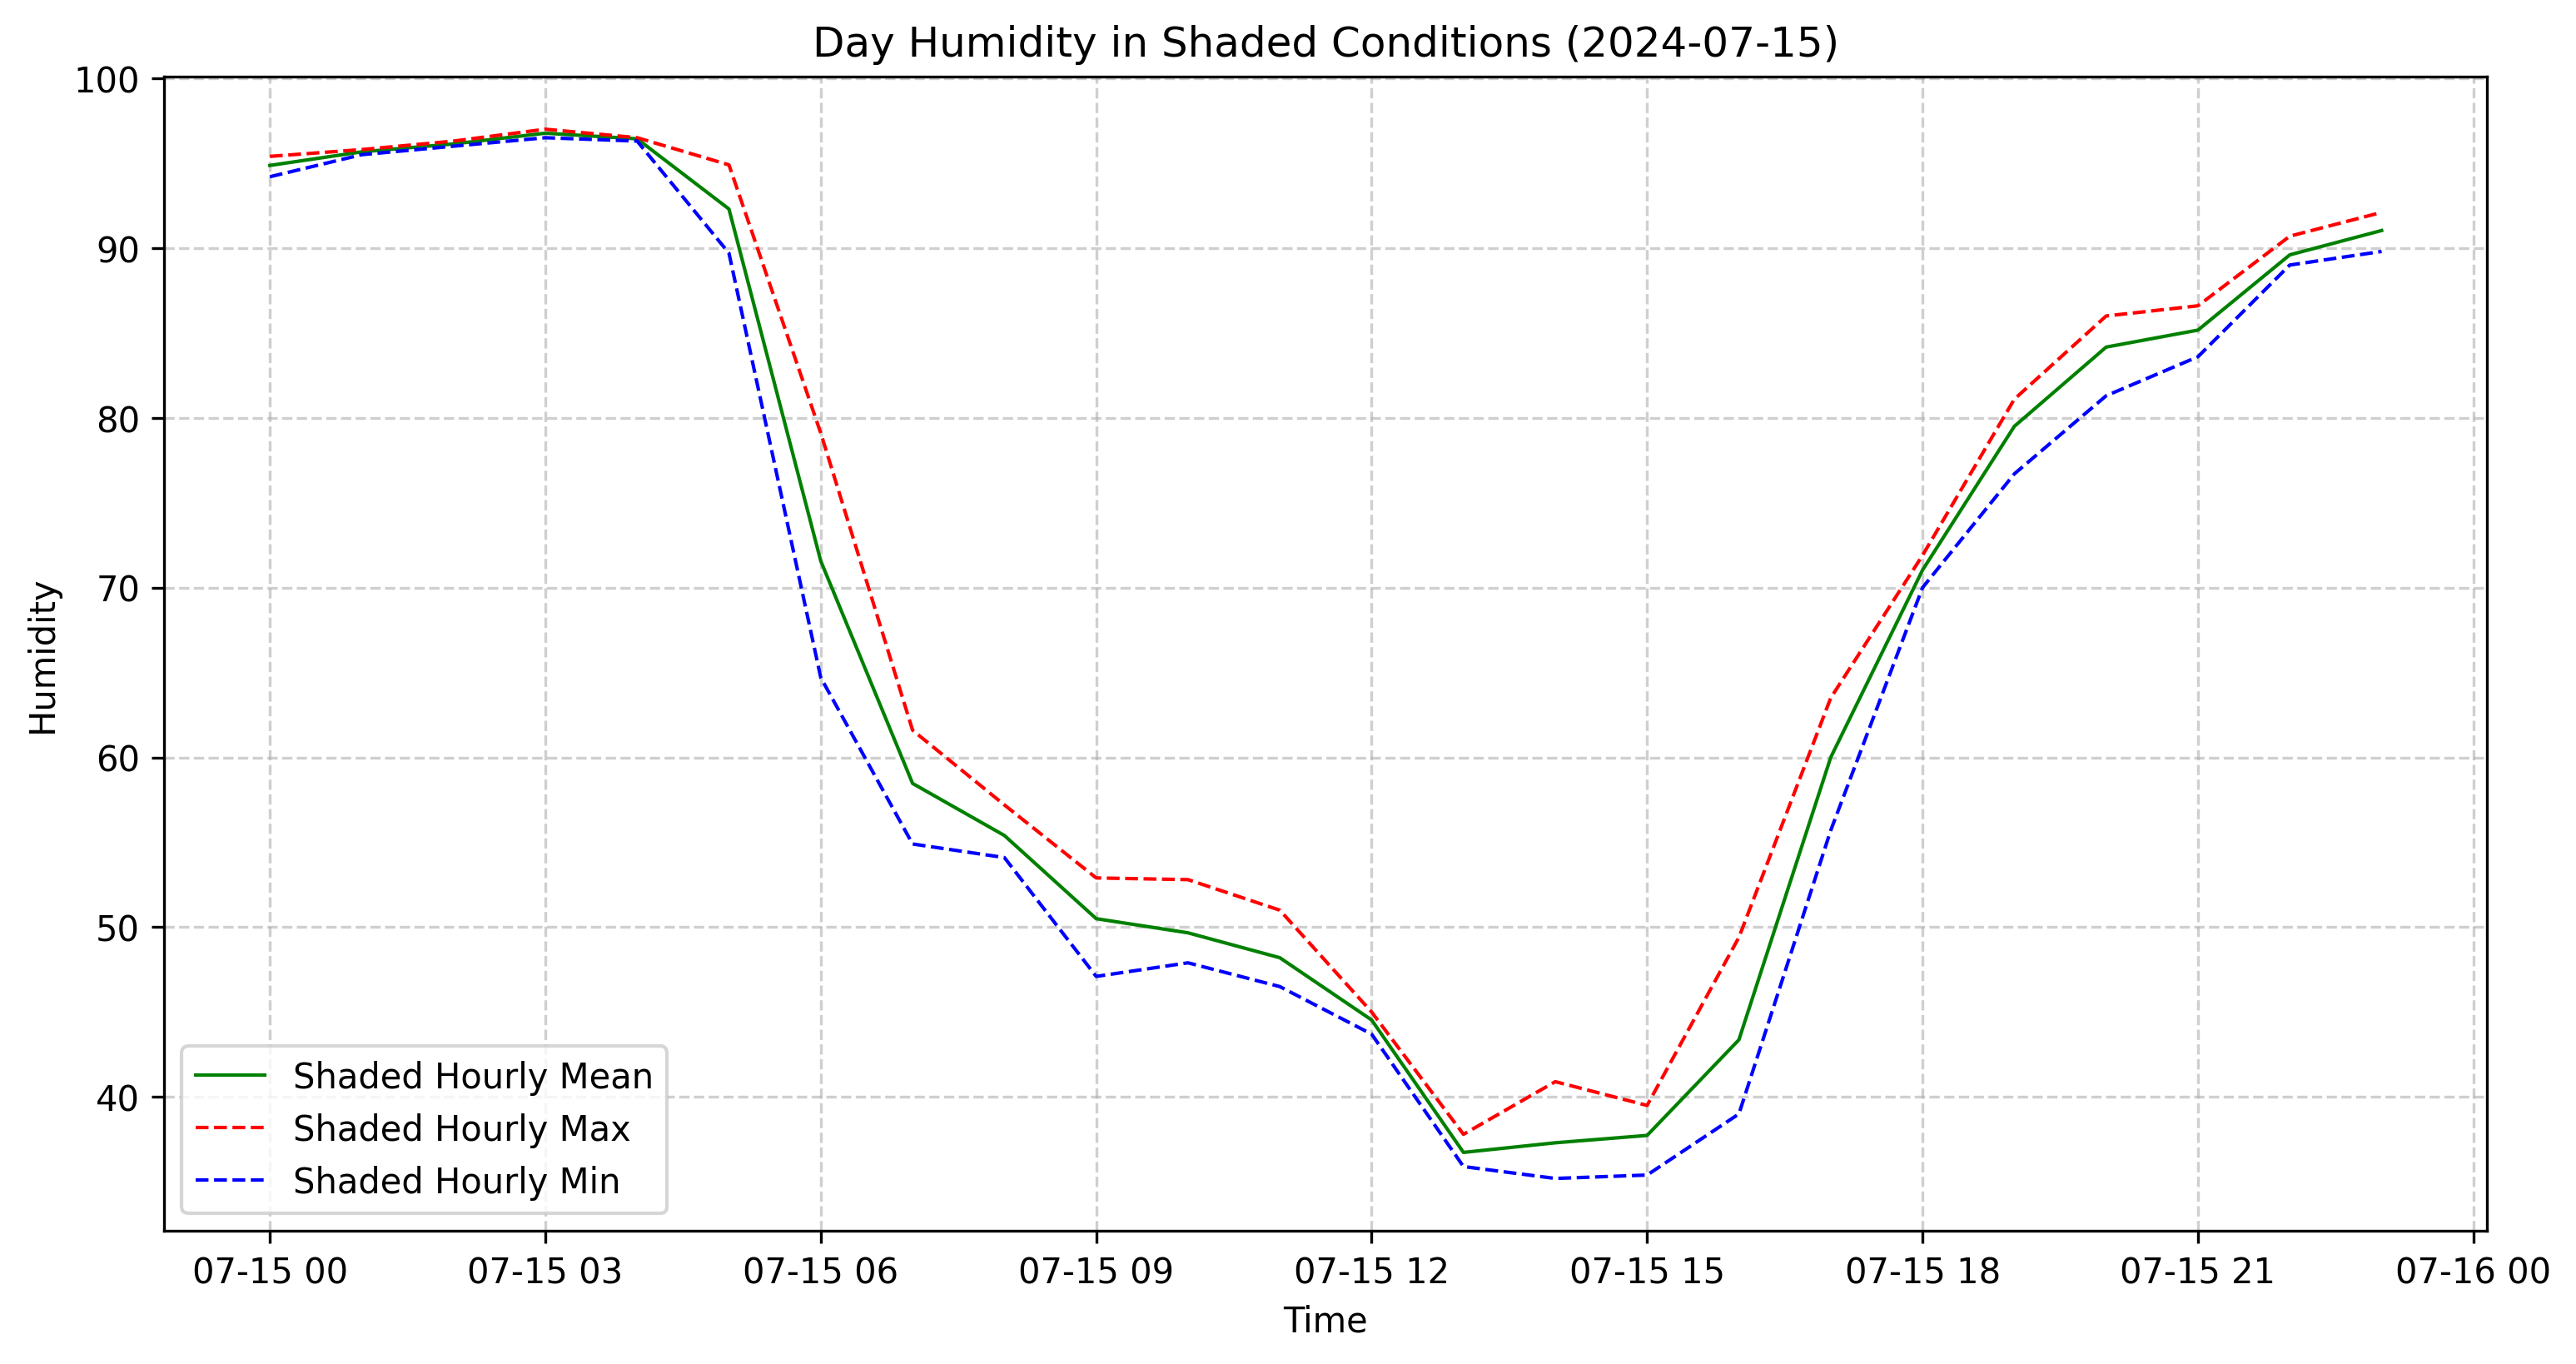 Day Humidity in Shaded Conditions (2024-07-15)
100
90
80
70
60
50
40
Humidity
Shaded Hourly Mean
Shaded Hourly Max
Shaded Hourly Min
07-15 00 07-15 03 07-15 06 07-15 09 07-15 12 07-15 15 07-15 18 07-15 21 07-16 00
Time